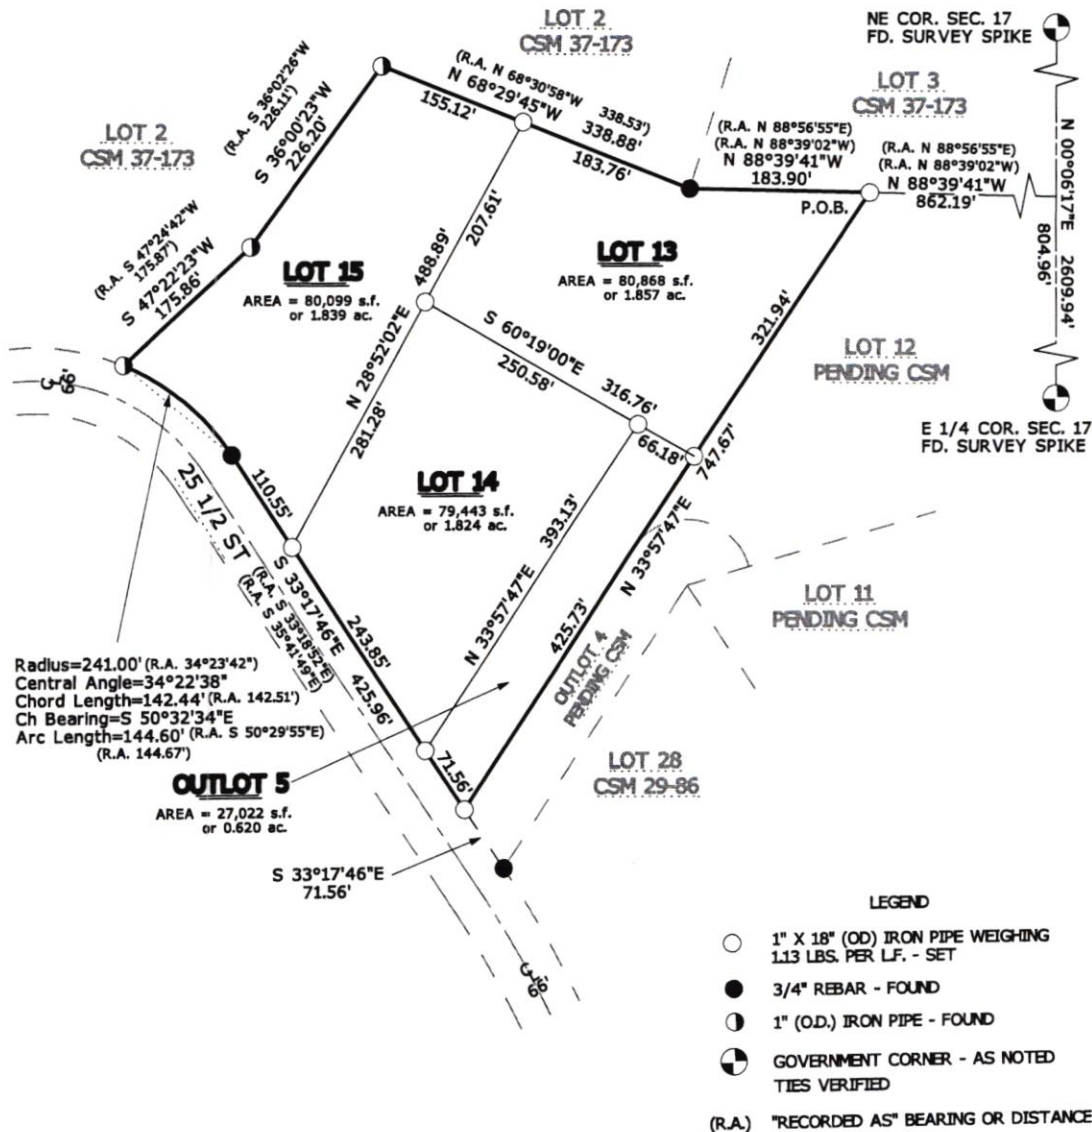 LOT 2
CSM 37-173
NE COR. SEC. 17
FD. SURVEY SPIKE
LOT 3
CSM 37-173
(R.A. N 68°30'58"W 338.53')
N 68°29'45"W
338.88'
155.12'
183.76'
(R.A. S 36°02'26"W
226.11')
S 36°00'23"W
226.20'
LOT 2
CSM 37-173
(R.A. N 88°56'55"E)
(R.A. N 88°39'02"W)
N 88°39'41"W
183.90'
P.O.B.
(R.A. N 88°56'55"E)
(R.A. N 88°39'02"W)
N 88°39'41"W
862.19'
N 00°06'17"E 2609.94'
804.96'
(R.A. S 47°24'42"W
175.87')
S 47°22'23"W
175.86'
LOT 15
AREA = 80,099 s.f.
or 1.839 ac.
207.61'
488.89'
N 28°52'02"E
281.28'
LOT 13
AREA = 80,868 s.f.
or 1.857 ac.
321.94'
S 60°19'00"E
250.58'
316.76'
66.18'
747.67'
LOT 12
PENDING CSM
E 1/4 COR. SEC. 17
FD. SURVEY SPIKE
66'
25 1/2 ST
110.55'
LOT 14
AREA = 79,443 s.f.
or 1.824 ac.
393.13'
N 33°57'47"E
N 33°57'47"E
425.73'
LOT 11
PENDING CSM
OUTLOT 4
PENDING CSM
S 33°17'46"E
(R.A. S 33°18'52"E)
(R.A. S 35°41'49"E)
243.85'
425.96'
Radius=241.00' (R.A. 34°23'42")
Central Angle=34°22'38"
Chord Length=142.44' (R.A. 142.51')
Ch Bearing=S 50°32'34"E
Arc Length=144.60' (R.A. S 50°29'55"E)
(R.A. 144.67')
71.56'
OUTLOT 5
AREA = 27,022 s.f.
or 0.620 ac.
LOT 28
CSM 29-86
S 33°17'46"E
71.56'
66'
LEGEND
1" X 18" (OD) IRON PIPE WEIGHING
1.13 LBS. PER L.F. - SET
3/4" REBAR - FOUND
1" (O.D.) IRON PIPE - FOUND
GOVERNMENT CORNER - AS NOTED
TIES VERIFIED
(R.A.) "RECORDED AS" BEARING OR DISTANCE